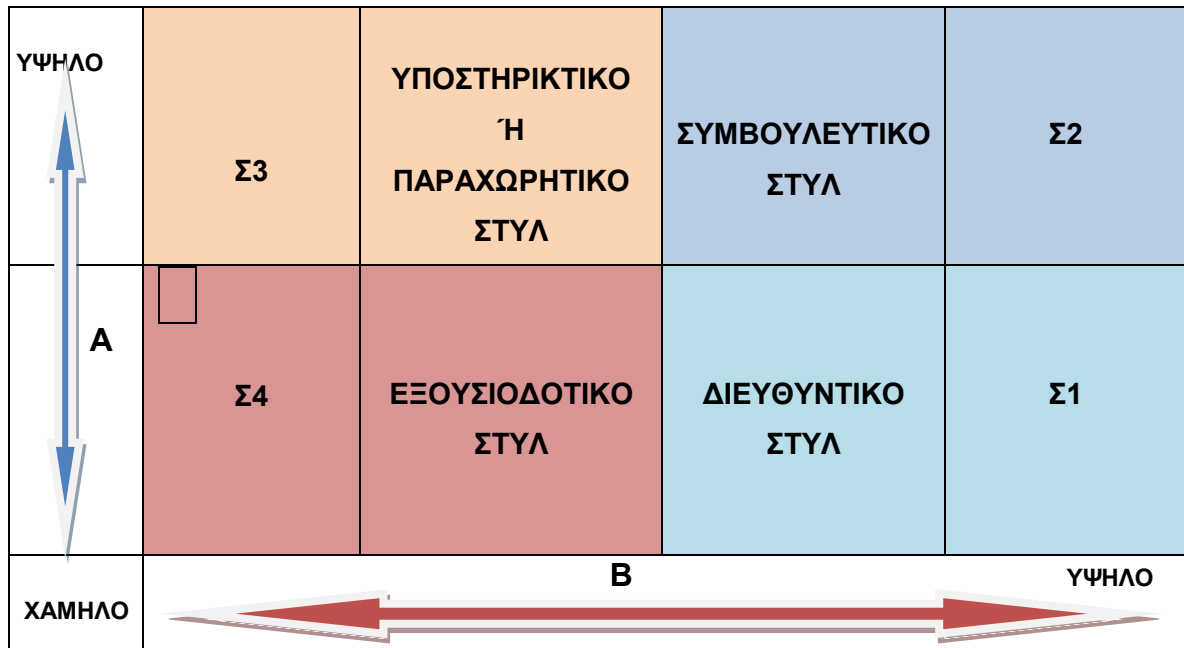 ΥΨΗΛΟ
ΥΠΟΣΤΗΡΙΚΤΙΚΟ
Ή
ΠΑΡΑΧΩΡΗΤΙΚΟ
ΣΤΥΛ
Σ3
ΣΥΜΒΟΥΛΕΥΤΙΚΟ
ΣΤΥΛ
Σ2
Α
Σ4
ΕΞΟΥΣΙΟΔΟΤΙΚΟ
ΣΤΥΛ
ΔΙΕΥΘΥΝΤΙΚΟ
ΣΤΥΛ
Σ1
ΧΑΜΗΛΟ
Β
ΥΨΗΛΟ